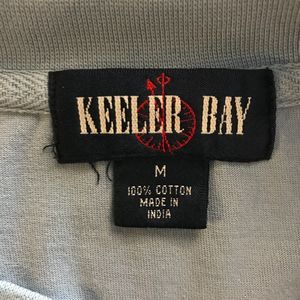 KEELER BAY
M
100% COTTON
MADE IN
INDIA